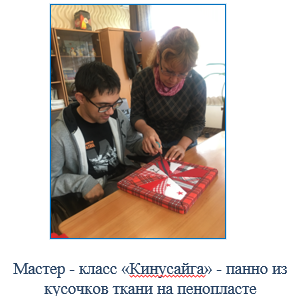 Мастер - класс «Кинусайга» - панно из
кусочков ткани на пенопласте